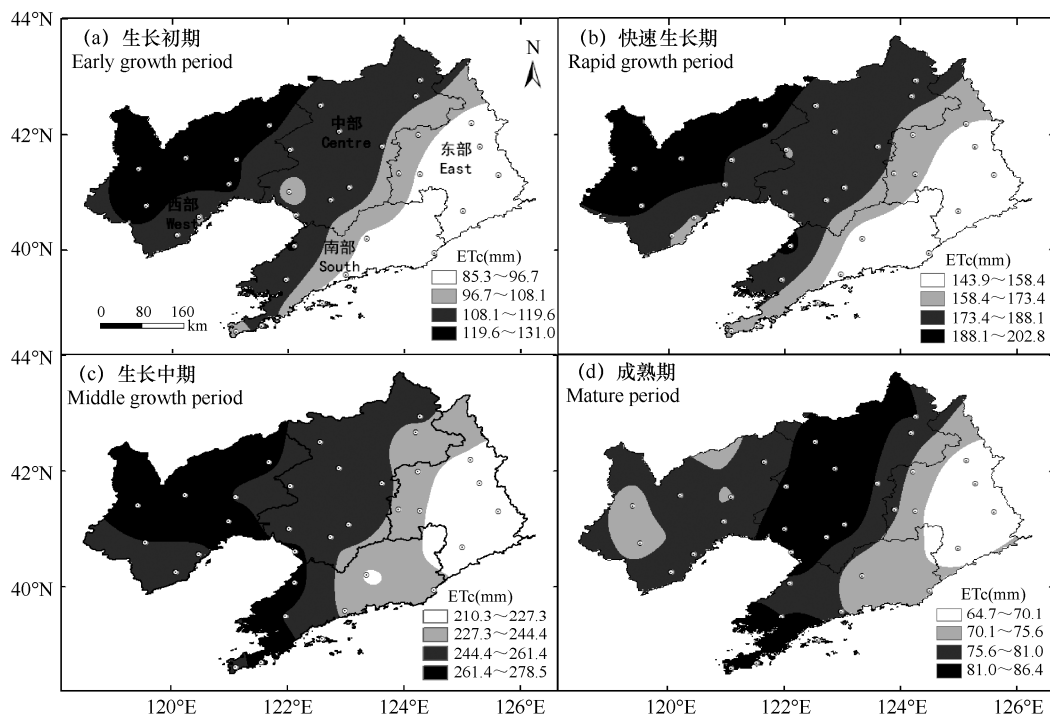 44°N
(a) 生长初期
Early growth period
N
中部
Centre
东部
East
西部
West
南部
South
42°N
40°N
0 80 160
km
ETc(mm)
85.3~96.7
96.7~108.1
108.1~119.6
119.6~131.0
(b) 快速生长期
Rapid growth period
ETc(mm)
143.9~158.4
158.4~173.4
173.4~188.1
188.1~202.8
44°N
(c) 生长中期
Middle growth period
42°N
40°N
ETc(mm)
210.3~227.3
227.3~244.4
244.4~261.4
261.4~278.5
120°E 122°E 124°E 126°E
(d) 成熟期
Mature period
ETc(mm)
64.7~70.1
70.1~75.6
75.6~81.0
81.0~86.4
120°E 122°E 124°E 126°E